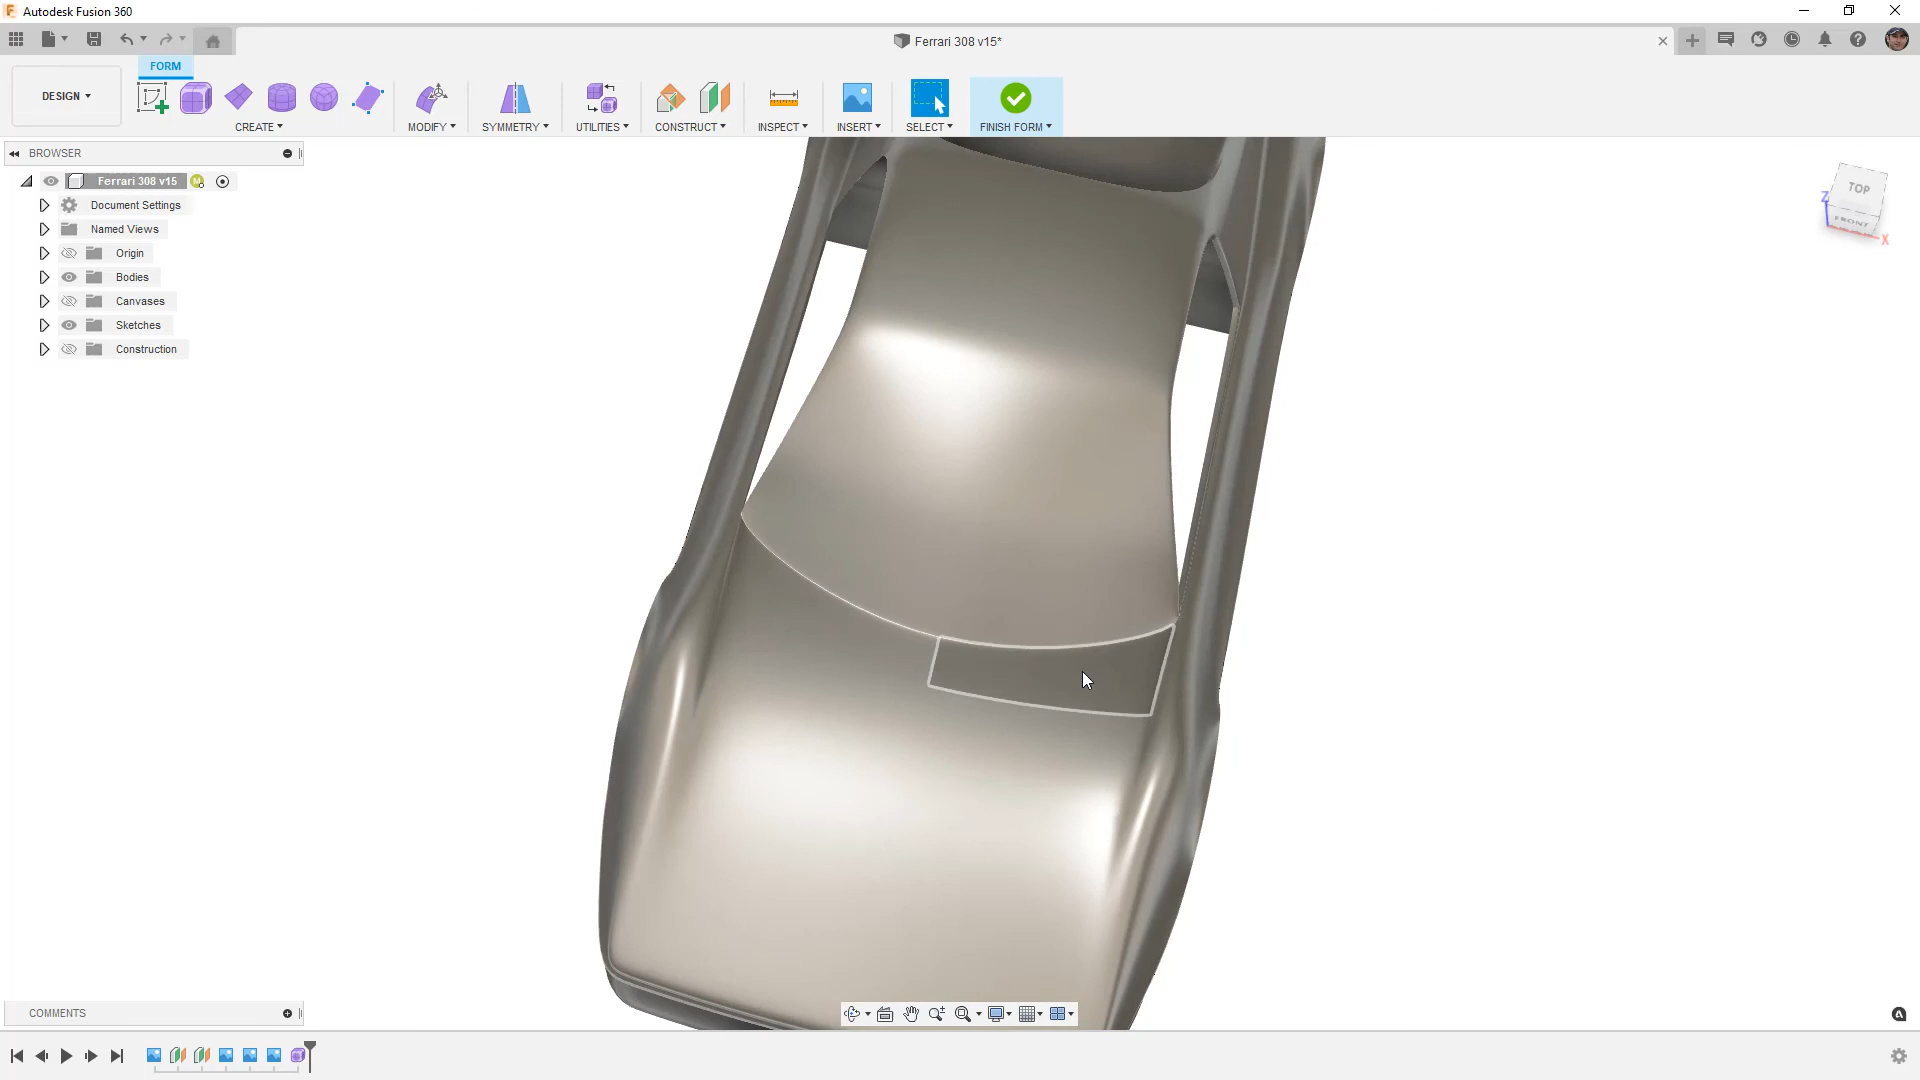 Autodesk Fusion 360
Ferrari 308 v15*
FORM
DESIGN
CREATE
MODIFY
SYMMETRY
UTILITIES
CONSTRUCT
INSPECT
INSERT
SELECT
FINISH FORM
BROWSER
Ferrari 308 v15
Document Settings
Named Views
Origin
Bodies
Canvases
Sketches
Construction
TOP
FRONT
Z
X
COMMENTS